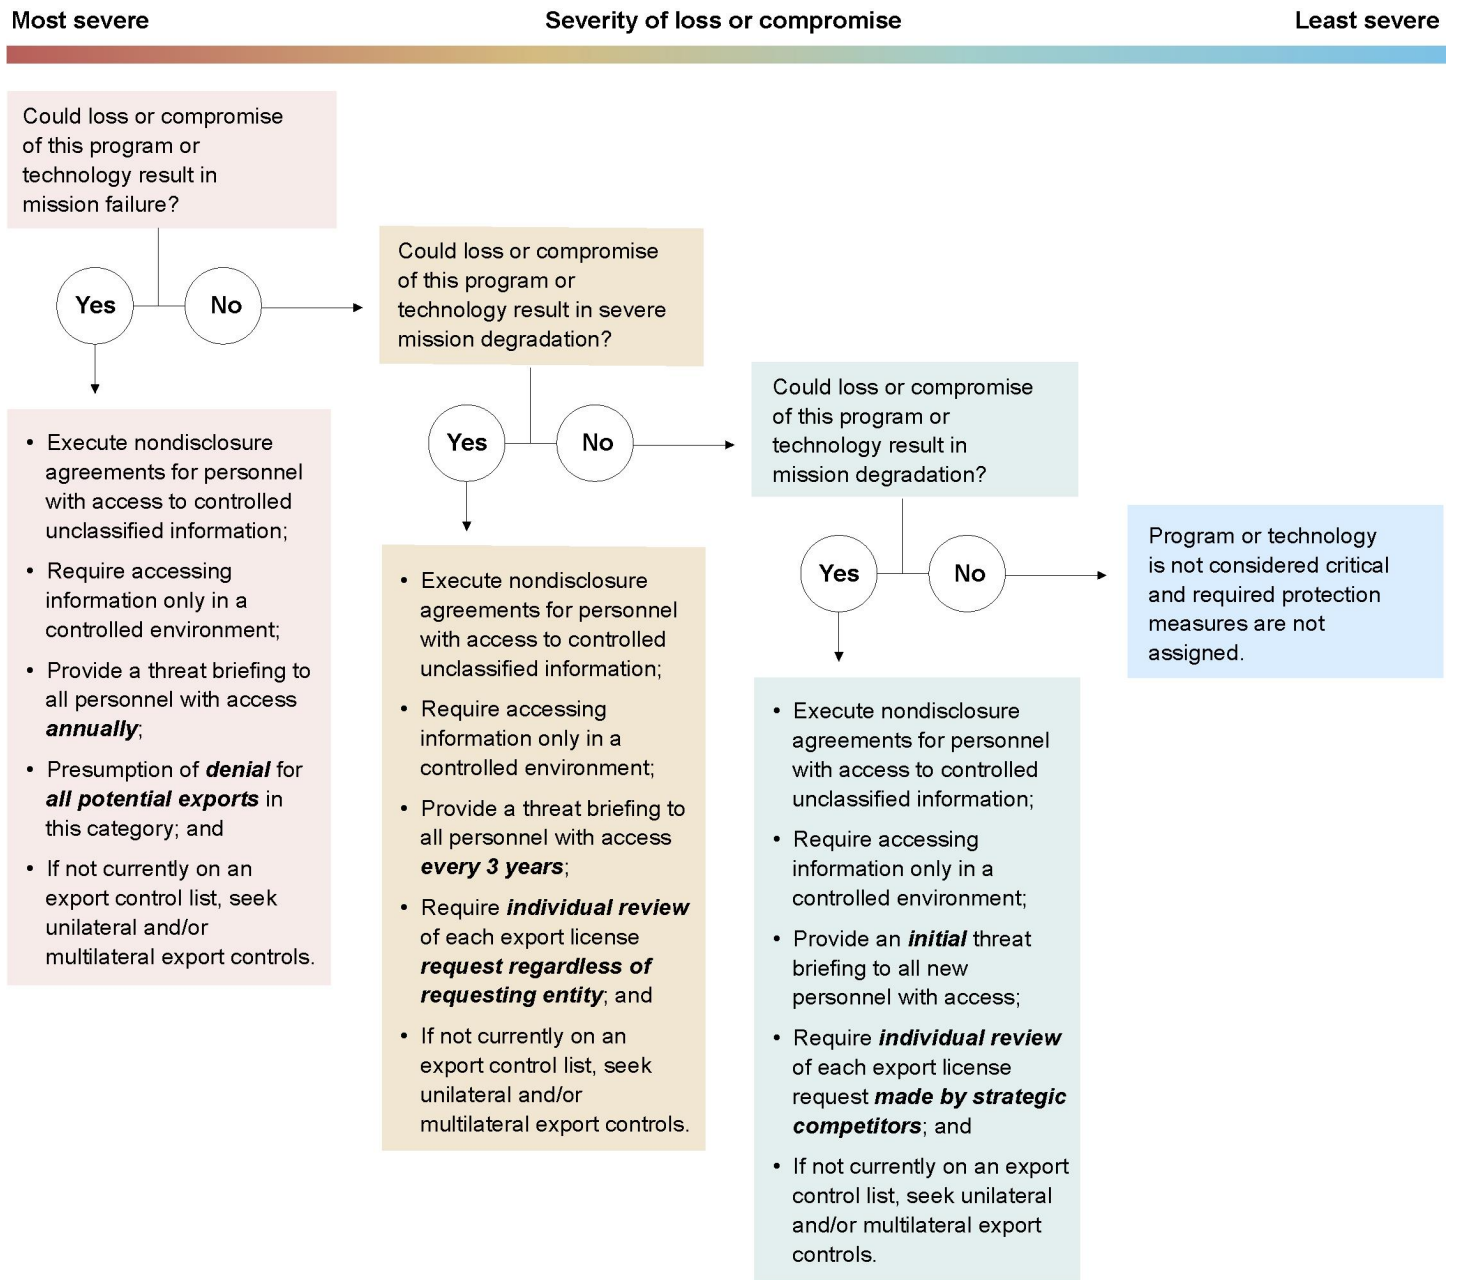 Most severe
Severity of loss or compromise
Least severe
Could loss or compromise
of this program or
technology result in
mission failure?
Yes
No
• Execute nondisclosure
agreements for personnel
with access to controlled
unclassified information;
• Require accessing
information only in a
controlled environment;
• Provide a threat briefing to
all personnel with access
annually;
• Presumption of denial for
all potential exports in
this category; and
• If not currently on an
export control list, seek
unilateral and/or
multilateral export controls.
Could loss or compromise
of this program or
technology result in severe
mission degradation?
Yes
No
• Execute nondisclosure
agreements for personnel
with access to controlled
unclassified information;
• Require accessing
information only in a
controlled environment;
• Provide a threat briefing to
all personnel with access
every 3 years;
• Require individual review
of each export license
request regardless of
requesting entity; and
• If not currently on an
export control list, seek
unilateral and/or
multilateral export controls.
Could loss or compromise
of this program or
technology result in
mission degradation?
Yes
No
• Execute nondisclosure
agreements for personnel
with access to controlled
unclassified information;
• Require accessing
information only in a
controlled environment;
• Provide an initial threat
briefing to all new
personnel with access;
• Require individual review
of each export license
request made by strategic
competitors; and
• If not currently on an export
control list, seek unilateral
and/or multilateral export
controls.
Program or technology
is not considered critical
and required protection
measures are not
assigned.